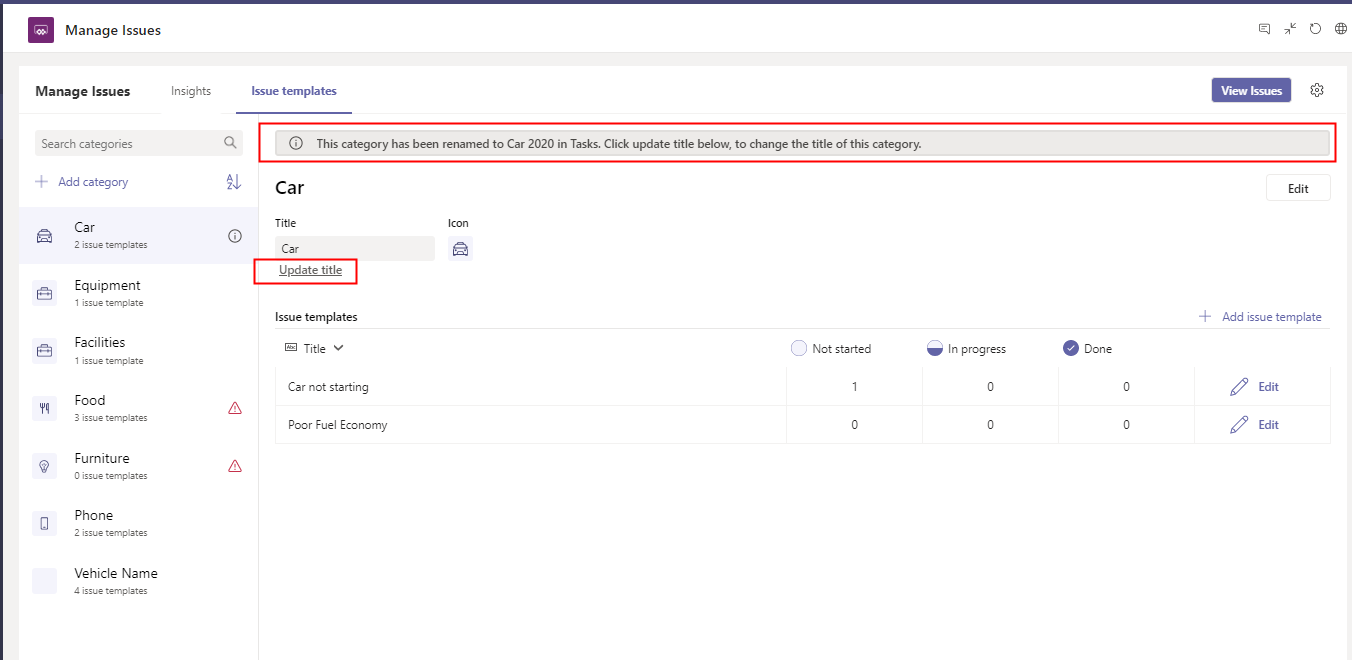 Manage Issues
Manage Issues
Insights
Issue templates
View Issues
Search categories
Add category
A
Z
Car
2 issue templates
Equipment
1 issue template
Facilities
1 issue template
Food
3 issue templates
Furniture
0 issue templates
Phone
2 issue templates
Vehicle Name
4 issue templates
This category has been renamed to Car 2020 in Tasks. Click update title below, to change the title of this category.
Car
Edit
Title
Icon
Car
Update title
Issue templates
Add issue template
Abc Title Not started In progress Done
Car not starting 1 0 0 Edit
Poor Fuel Economy 0 0 0 Edit